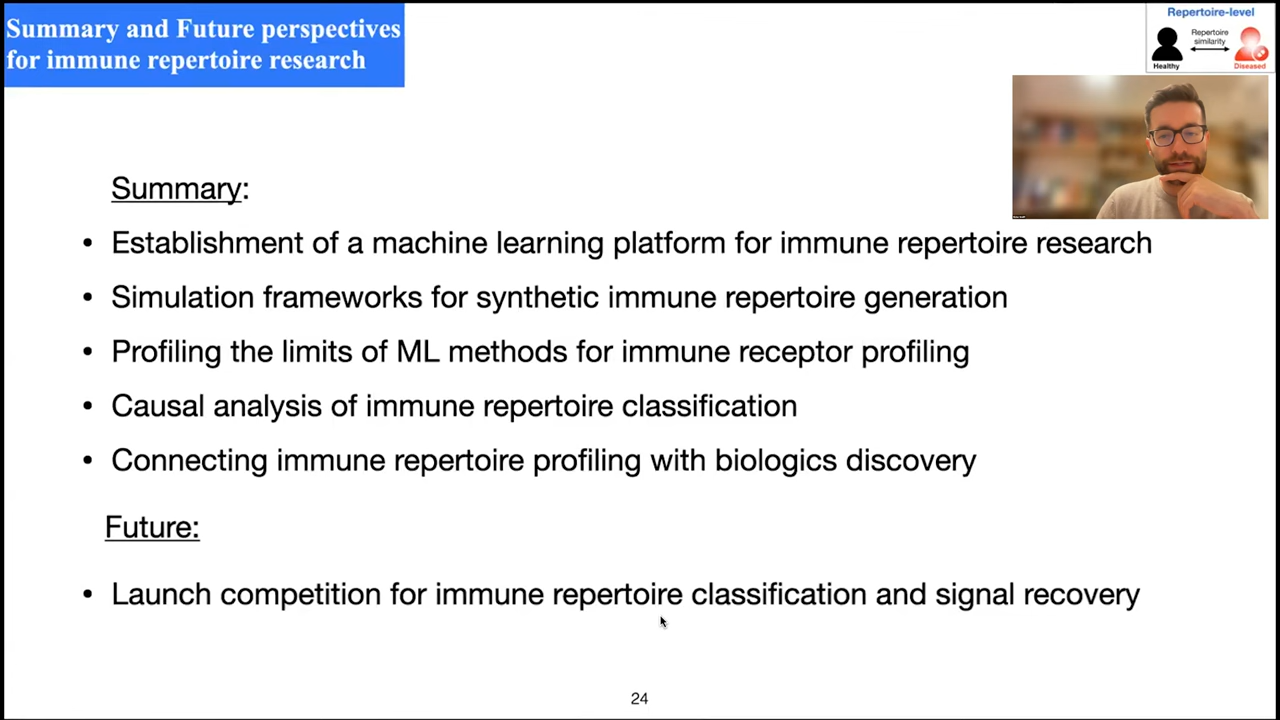 Summary and Future perspectives
for immune repertoire research
Repertoire-level
Repertoire
similarity
Healthy
Diseased
Summary:
• Establishment of a machine learning platform for immune repertoire research
• Simulation frameworks for synthetic immune repertoire generation
• Profiling the limits of ML methods for immune receptor profiling
• Causal analysis of immune repertoire classification
• Connecting immune repertoire profiling with biologics discovery
Future:
• Launch competition for immune repertoire classification and signal recovery
24